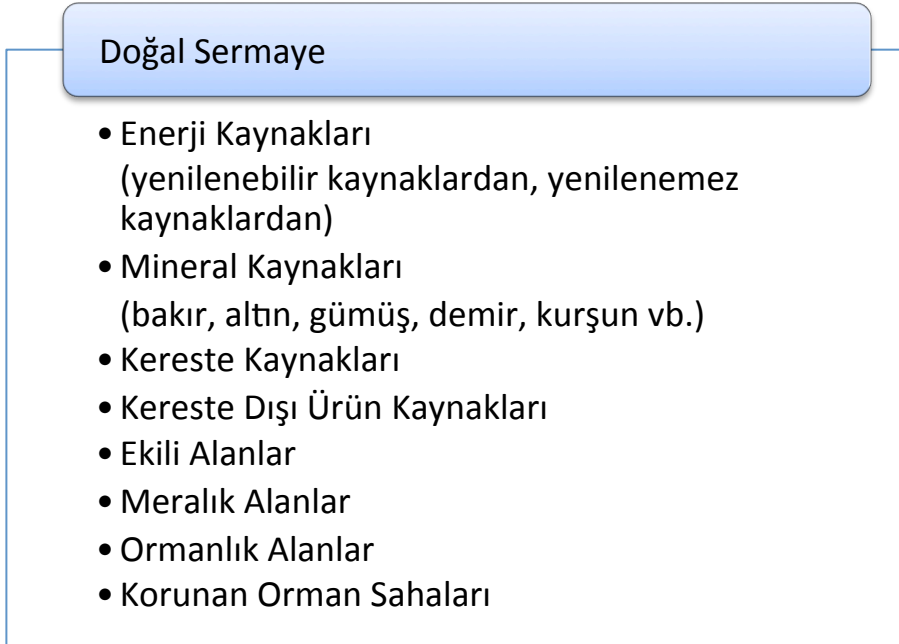 Doğal Sermaye
• Enerji Kaynakları
(yenilenebilir kaynaklardan, yenilenemez
kaynaklardan)
• Mineral Kaynakları
(bakır, altın, gümüş, demir, kurşun vb.)
• Kereste Kaynakları
• Kereste Dışı Ürün Kaynakları
• Ekili Alanlar
• Meralık Alanlar
• Ormanlık Alanlar
• Korunan Orman Sahaları